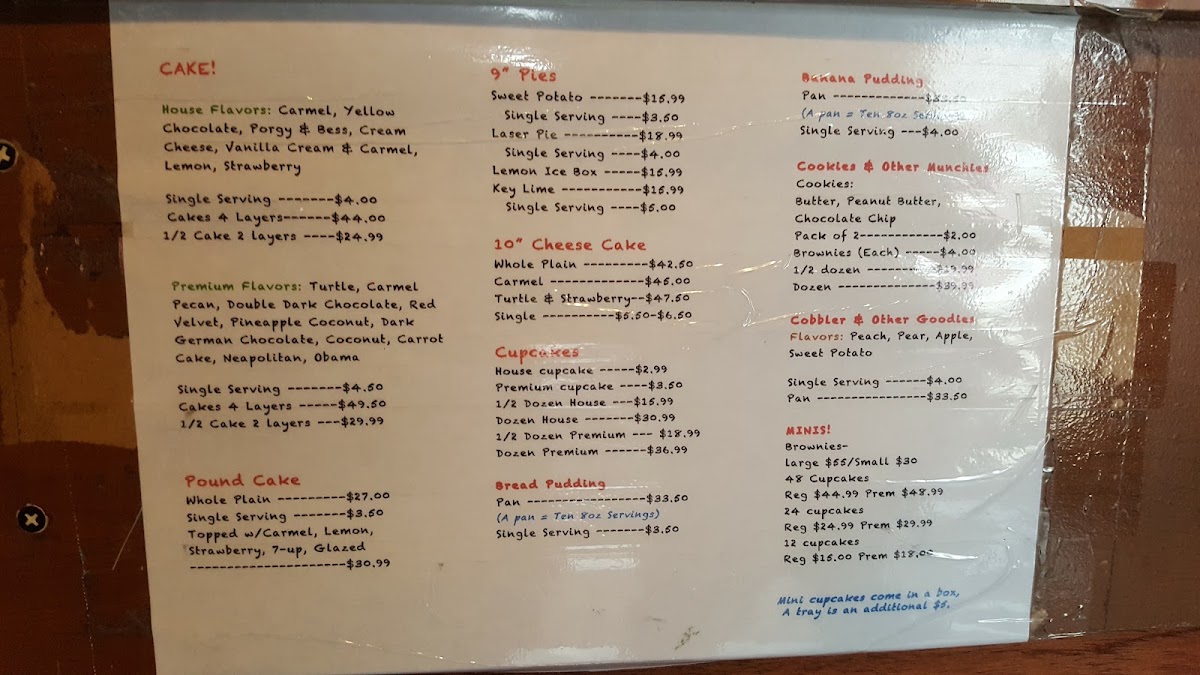 CAKE!
House Flavors: Carmel, Yellow
Chocolate, Porgy & Bess, Cream
Cheese, Vanilla Cream & Carmel,
Lemon, Strawberry
Single Serving -------$4.00
Cakes 4 Layers------$44.00
1/2 Cake 2 layers ----$24.99
Premium Flavors: Turtle, Carmel
Pecan, Double Dark Chocolate, Red
Velvet, Pineapple Coconut, Dark
German Chocolate, Coconut, Carrot
Cake, Neapolitan, Obama
Single Serving -------$4.50
Cakes 4 Layers -----$49.50
1/2 Cake 2 layers ---$29.99
Pound Cake
Whole Plain ----------$27.00
Single Serving -------$3.50
Topped w/Carmel, Lemon,
Strawberry, 7-up, Glazed
---------------------$30.99
9" Pies
Sweet Potato -------$15.99
Single Serving ----$3.50
Laser Pie ----------$18.99
Single Serving ----$4.00
Lemon Ice Box -----$15.99
Key Lime -----------$15.99
Single Serving ----$5.00
10" Cheese Cake
Whole Plain ----------$42.50
Carmel --------------$45.00
Turtle & Strawberry--$47.50
Single -----------$5.50-$6.50
Cupcakes
House cupcake -----$2.99
Premium cupcake ----$3.50
1/2 Dozen House ---$15.99
Dozen House --------$30.99
1/2 Dozen Premium --- $18.99
Dozen Premium ------$36.99
Bread Pudding
Pan ------------------$33.50
(A pan = Ten 8oz Servings)
Single Serving -------$3.50
Banana Pudding
Pan --------------
(A pan = Ten 8oz Servings)
Single Serving ---$4.00
Cookies & Other Munchies
Cookies:
Butter, Peanut Butter,
Chocolate Chip
Pack of 2-------------$2.00
Brownies (Each) -----$4.00
1/2 dozen ----------$19.99
Dozen ---------------$39.99
Cobbler & Other Goodies
Flavors: Peach, Pear, Apple,
Sweet Potato
Single Serving ------$4.00
Pan -----------------$33.50
MINIS!
Brownies-
large $55/Small $30
48 Cupcakes
Reg $44.99 Prem $48.99
24 cupcakes
Reg $24.99 Prem $29.99
12 cupcakes
Reg $15.00 Prem $18.00
Mini cupcakes come in a box,
A tray is an additional $5.